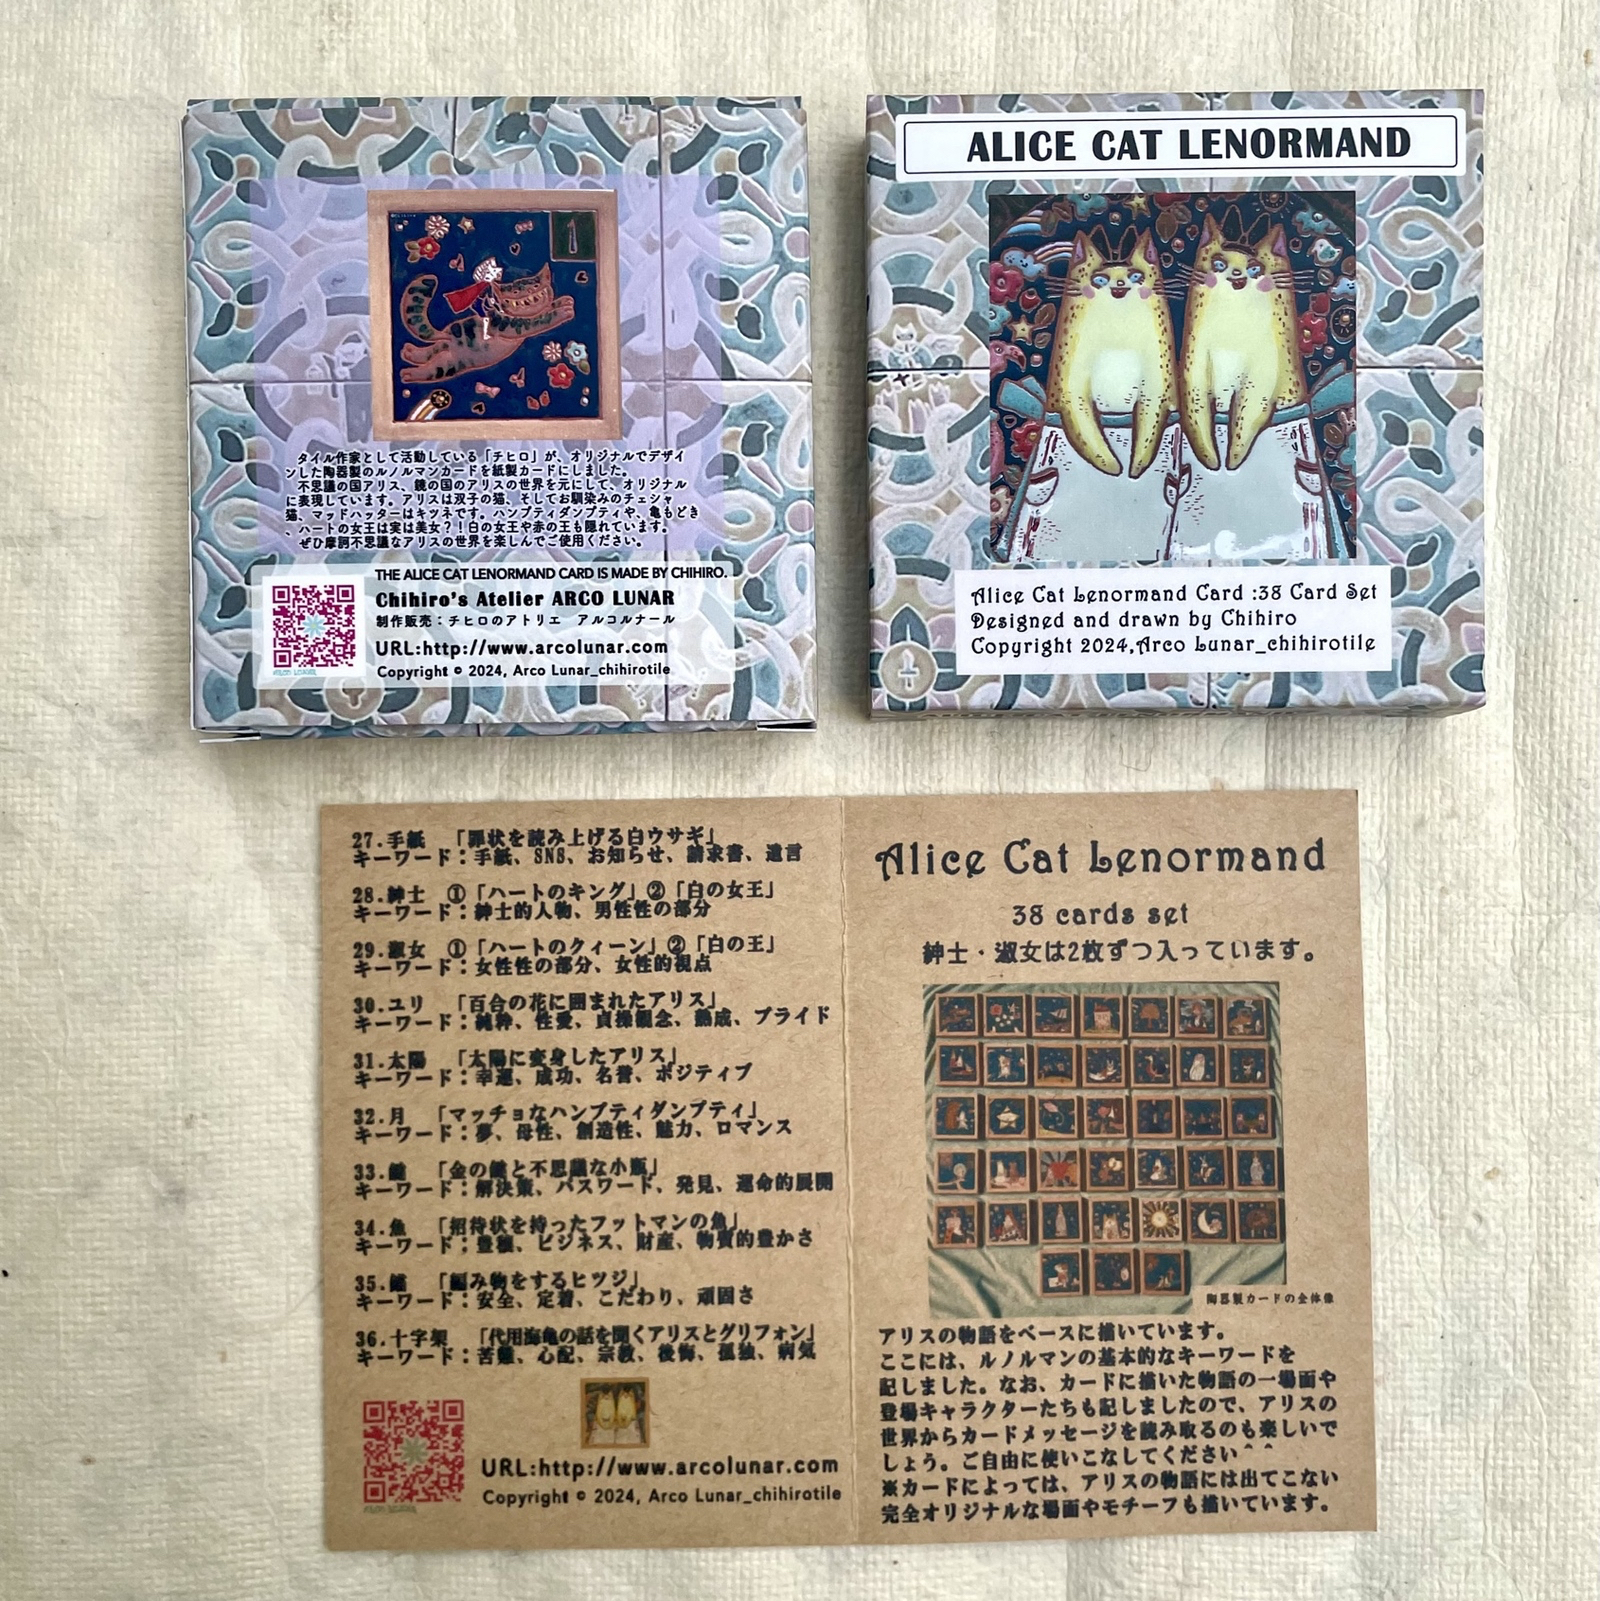 タイル作家として活動している「チヒロ」が、オリジナルでデザイ
ンした陶器製のルノルマンカードを紙製カードにしました。
不思議の国アリス、鏡の国のアリスの世界を元にして、オリジナル
に表現しています。アリスは双子の猫、そしてお馴染みのチェシャ
猫、マッドハッターはキツネです。ハンプティダンプティや、亀もどき
、ハートの女王は実は美女?！白の女王や赤の王も隠れています。
ぜひ摩訶不思議なアリスの世界を楽しんでご使用ください。
THE ALICE CAT LENORMAND CARD IS MADE BY CHIHIRO.
Chihiro's Atelier ARCO LUNAR
制作販売：チヒロのアトリエ　アルコルナール
URL:http://www.arcolunar.com
Copyright © 2024, Arco Lunar_chihirotile
ALICE CAT LENORMAND
Alice Cat Lenormand Card :38 Card Set
Designed and drawn by Chihiro
Copyright 2024,Arco Lunar_chihirotile
27.手紙　「罪状を読み上げる白ウサギ」
キーワード：手紙、SNS、お知らせ、請求書、遺言
28.紳士　①「ハートのキング」②「白の女王」
キーワード：紳士的人物、男性性の部分
29.淑女　①「ハートのクィーン」②「白の王」
キーワード：女性性の部分、女性的視点
30.ユリ　「百合の花に囲まれたアリス」
キーワード：純粋、性愛、貞操観念、熟成、プライド
31.太陽　「太陽に変身したアリス」
キーワード：幸運、成功、名誉、ポジティブ
32.月　「マッチョなハンプティダンプティ」
キーワード：夢、母性、創造性、魅力、ロマンス
33.鍵　「金の鍵と不思議な小瓶」
キーワード：解決策、パスワード、発見、運命的展開
34.魚　「招待状を持ったフットマンの魚」
キーワード：豊穣、ビジネス、財産、物質的豊かさ
35.錨　「編み物をするヒツジ」
キーワード：安全、定着、こだわり、頑固さ
36.十字架　「代用海亀の話を聞くアリスとグリフォン」
キーワード：苦難、心配、宗教、後悔、孤独、病気
URL:http://www.arcolunar.com
Copyright © 2024, Arco Lunar_chihirotile
Alice Cat Lenormand
38 cards set
紳士・淑女は2枚ずつ入っています。
陶器製カードの全体像
アリスの物語をベースに描いています。
ここには、ルノルマンの基本的なキーワードを
記しました。なお、カードに描いた物語の一場面や
登場キャラクターたちも記しましたので、アリスの
世界からカードメッセージを読み取るのも楽しいで
しょう。ご自由に使いこなしてください＾＾
※カードによっては、アリスの物語には出てこない
完全オリジナルな場面やモチーフも描いています。